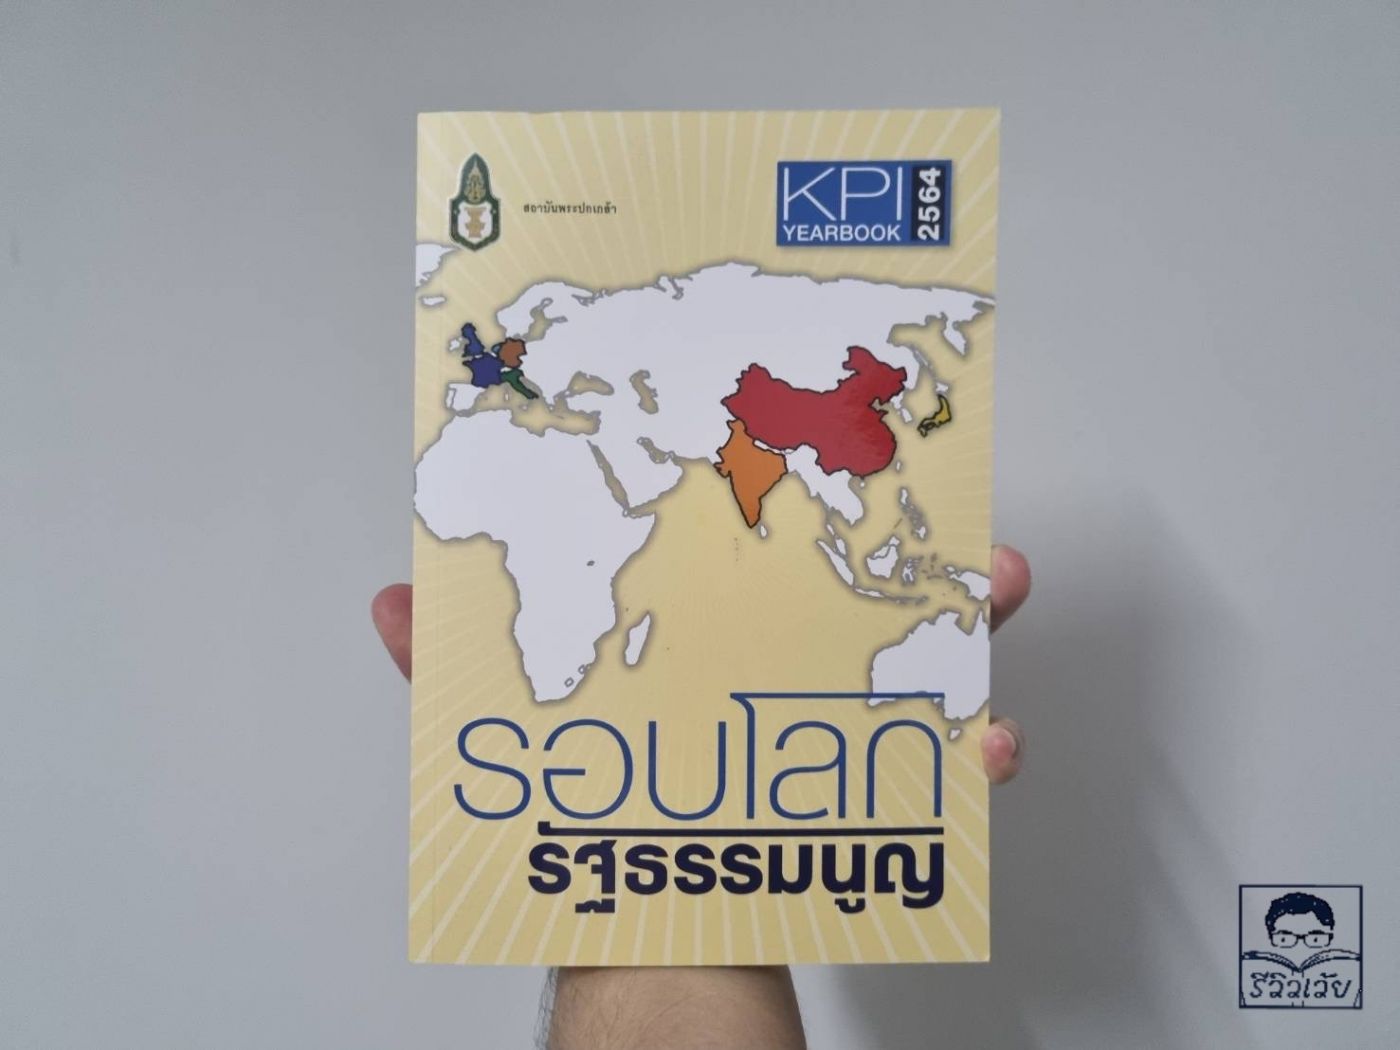 สถาบันพระปกเกล้า
KPI
YEARBOOK
2564
รอบโลก
รัฐธรรมนูญ
รีวิวเว้ย